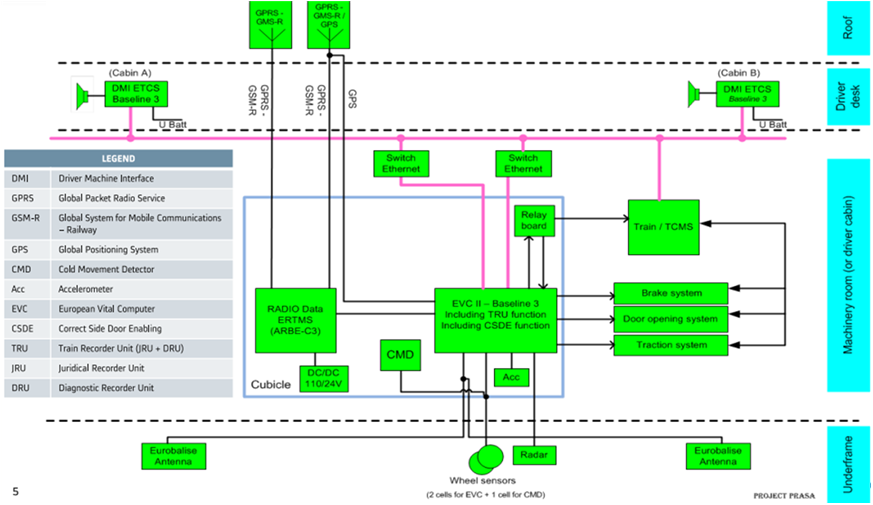 GPRS -
GMS-R
GPRS -
GMS-R /
GPS
Roof
(Cabin A)
DMI ETCS
Baseline 3
U Batt
GPRS -
GSM-R
GPRS -
GSM-R
GPS
(Cabin B)
DMI ETCS
Baseline 3
U Batt
Driver
desk
Switch
Ethernet
Switch
Ethernet
LEGEND
DMI Driver Machine Interface
GPRS Global Packet Radio Service
GSM-R Global System for Mobile Communications
– Railway
GPS Global Positioning System
CMD Cold Movement Detector
Acc Accelerometer
EVC European Vital Computer
CSDE Correct Side Door Enabling
TRU Train Recorder Unit (JRU + DRU)
JRU Juridical Recorder Unit
DRU Diagnostic Recorder Unit
Relay
board
Train / TCMS
RADIO Data
ERTMS
(ARBE-C3)
EVC II – Baseline 3
Including TRU function
Including CSDE function
Brake system
Door opening system
Traction system
CMD
DC/DC
110/24V
Acc
Cubicle
Machinery room (or driver cabin)
Eurobalise
Antenna
Radar
Eurobalise
Antenna
Wheel sensors
(2 cells for EVC + 1 cell for CMD)
Underframe
5
PROJECT PRASA